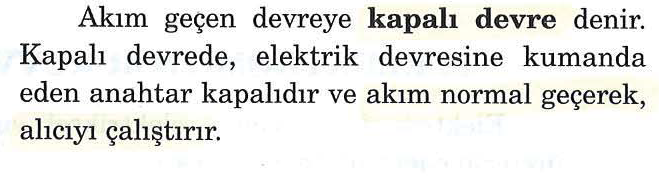 Akım geçen devreye kapalı devre denir.
Kapalı devrede, elektrik devresine kumanda
eden anahtar kapalıdır ve akım normal geçerek,
alıcıyı çalıştırır.